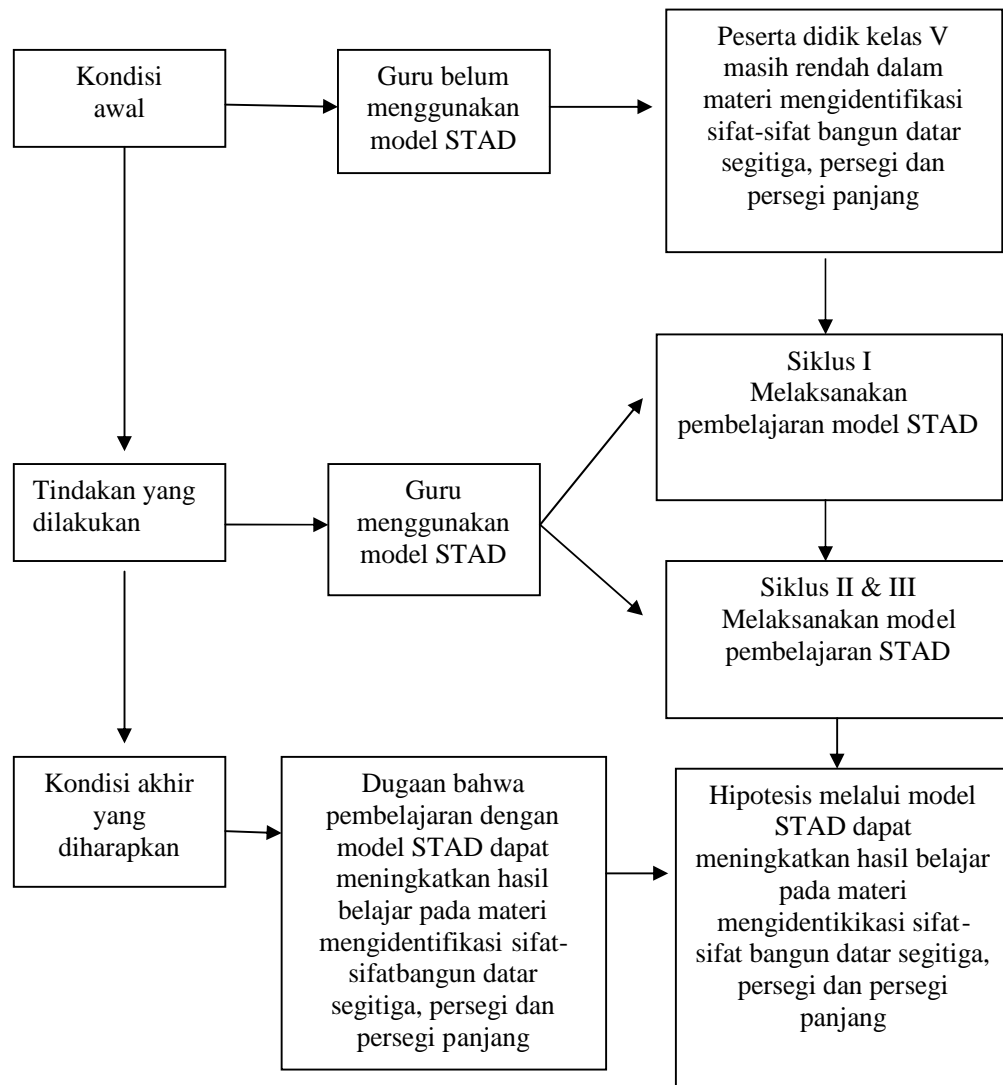 Kondisi
awal
Guru belum
menggunakan
model STAD
Peserta didik kelas V
masih rendah dalam
materi mengidentifikasi
sifat-sifat bangun datar
segitiga, persegi dan
persegi panjang
Siklus I
Melaksanakan
pembelajaran model STAD
Tindakan yang
dilakukan
Guru
menggunakan
model STAD
Siklus II & III
Melaksanakan model
pembelajaran STAD
Kondisi akhir
yang
diharapkan
Dugaan bahwa
pembelajaran dengan
model STAD dapat
meningkatkan hasil
belajar pada materi
mengidentifikasi sifat-
sifatbangun datar
segitiga, persegi dan
persegi panjang
Hipotesis melalui model
STAD dapat
meningkatkan hasil belajar
pada materi
mengidentikikasi sifat-
sifat bangun datar segitiga,
persegi dan persegi
panjang